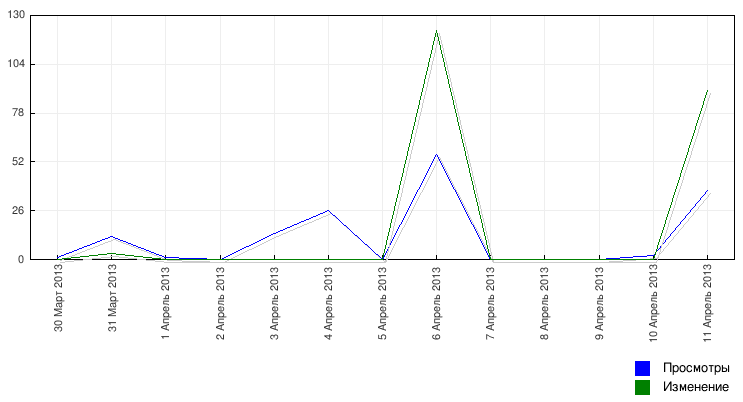 130
104
78
52
26
0
30 Март 2013
31 Март 2013
1 Апрель 2013
2 Апрель 2013
3 Апрель 2013
4 Апрель 2013
5 Апрель 2013
6 Апрель 2013
7 Апрель 2013
8 Апрель 2013
9 Апрель 2013
10 Апрель 2013
11 Апрель 2013
Просмотры
Изменение